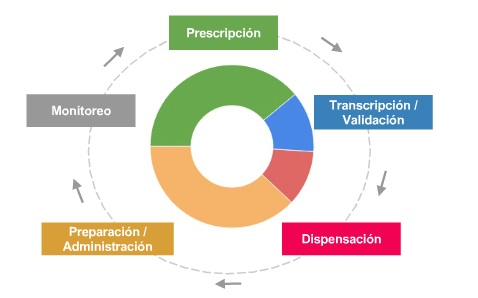 Prescripción
Transcripción /
Validación
Dispensación
Preparación /
Administración
Monitoreo